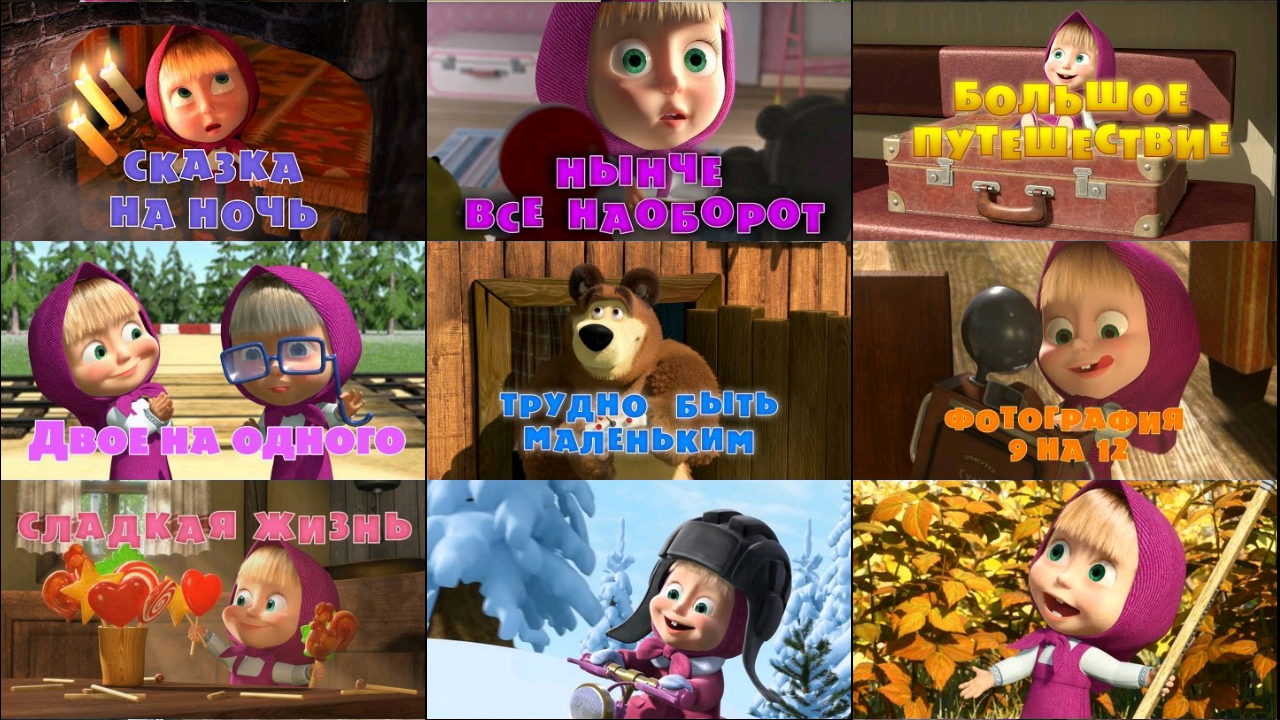 СКАЗКА
НА НОЧЬ
НЫНЧЕ
ВСЕ НАОБОРОТ
БОЛЬШОЕ
ПУТЕШЕСТВИЕ
ДВОЕ НА ОДНОГО
ТРУДНО БЫТЬ
МАЛЕНЬКИМ
ФОТОГРАФИЯ
9 НА 12
PHOTO
СЛАДКАЯ ЖИЗНЬ